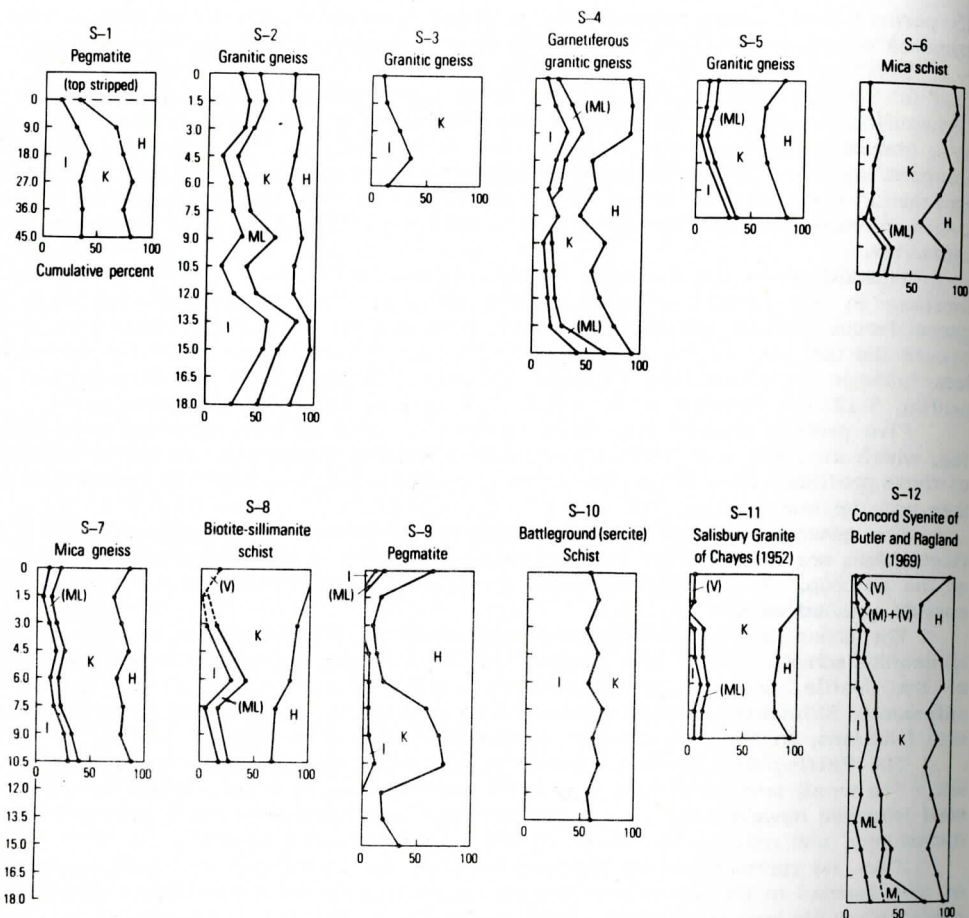 S–1
Pegmatite
(top stripped)
0
9.0
18.0
27.0
36.0
45.0
I
K
H
0 50 100
Cumulative percent
S–2
Granitic gneiss
0
1 5
3.0
4.5
6.0
7.5
9.0
10.5
12.0
13.5
15.0
16.5
18.0
K
H
ML
I
0 50 100
S–3
Granitic gneiss
I
K
0 50 100
S–4
Garnetiferous
granitic gneiss
(ML)
I
H
K
(ML)
0 50 100
S–5
Granitic gneiss
(ML)
K
H
I
0 50 100
S–6
Mica schist
I
K
(ML)
H
0 50 100
S–7
Mica gneiss
0
1.5
3.0
4.5
6.0
7.5
9.0
10.5
12.0
13.5
15.0
16.5
18.0
(ML)
K
H
I
0 50 100
S–8
Biotite-sillimanite
schist
(V)
K
I
(ML)
H
0 50 100
S–9
Pegmatite
I
(ML)
H
K
I
0 50 100
S–10
Battleground (sercite)
Schist
I
K
0 50 100
S–11
Salisbury Granite
of Chayes (1952)
(V)
K
I
H
(ML)
0 50 100
S–12
Concord Syenite of
Butler and Ragland
(1969)
(V)
(M)+(V)
H
I
K
ML
M
I
0 50 100